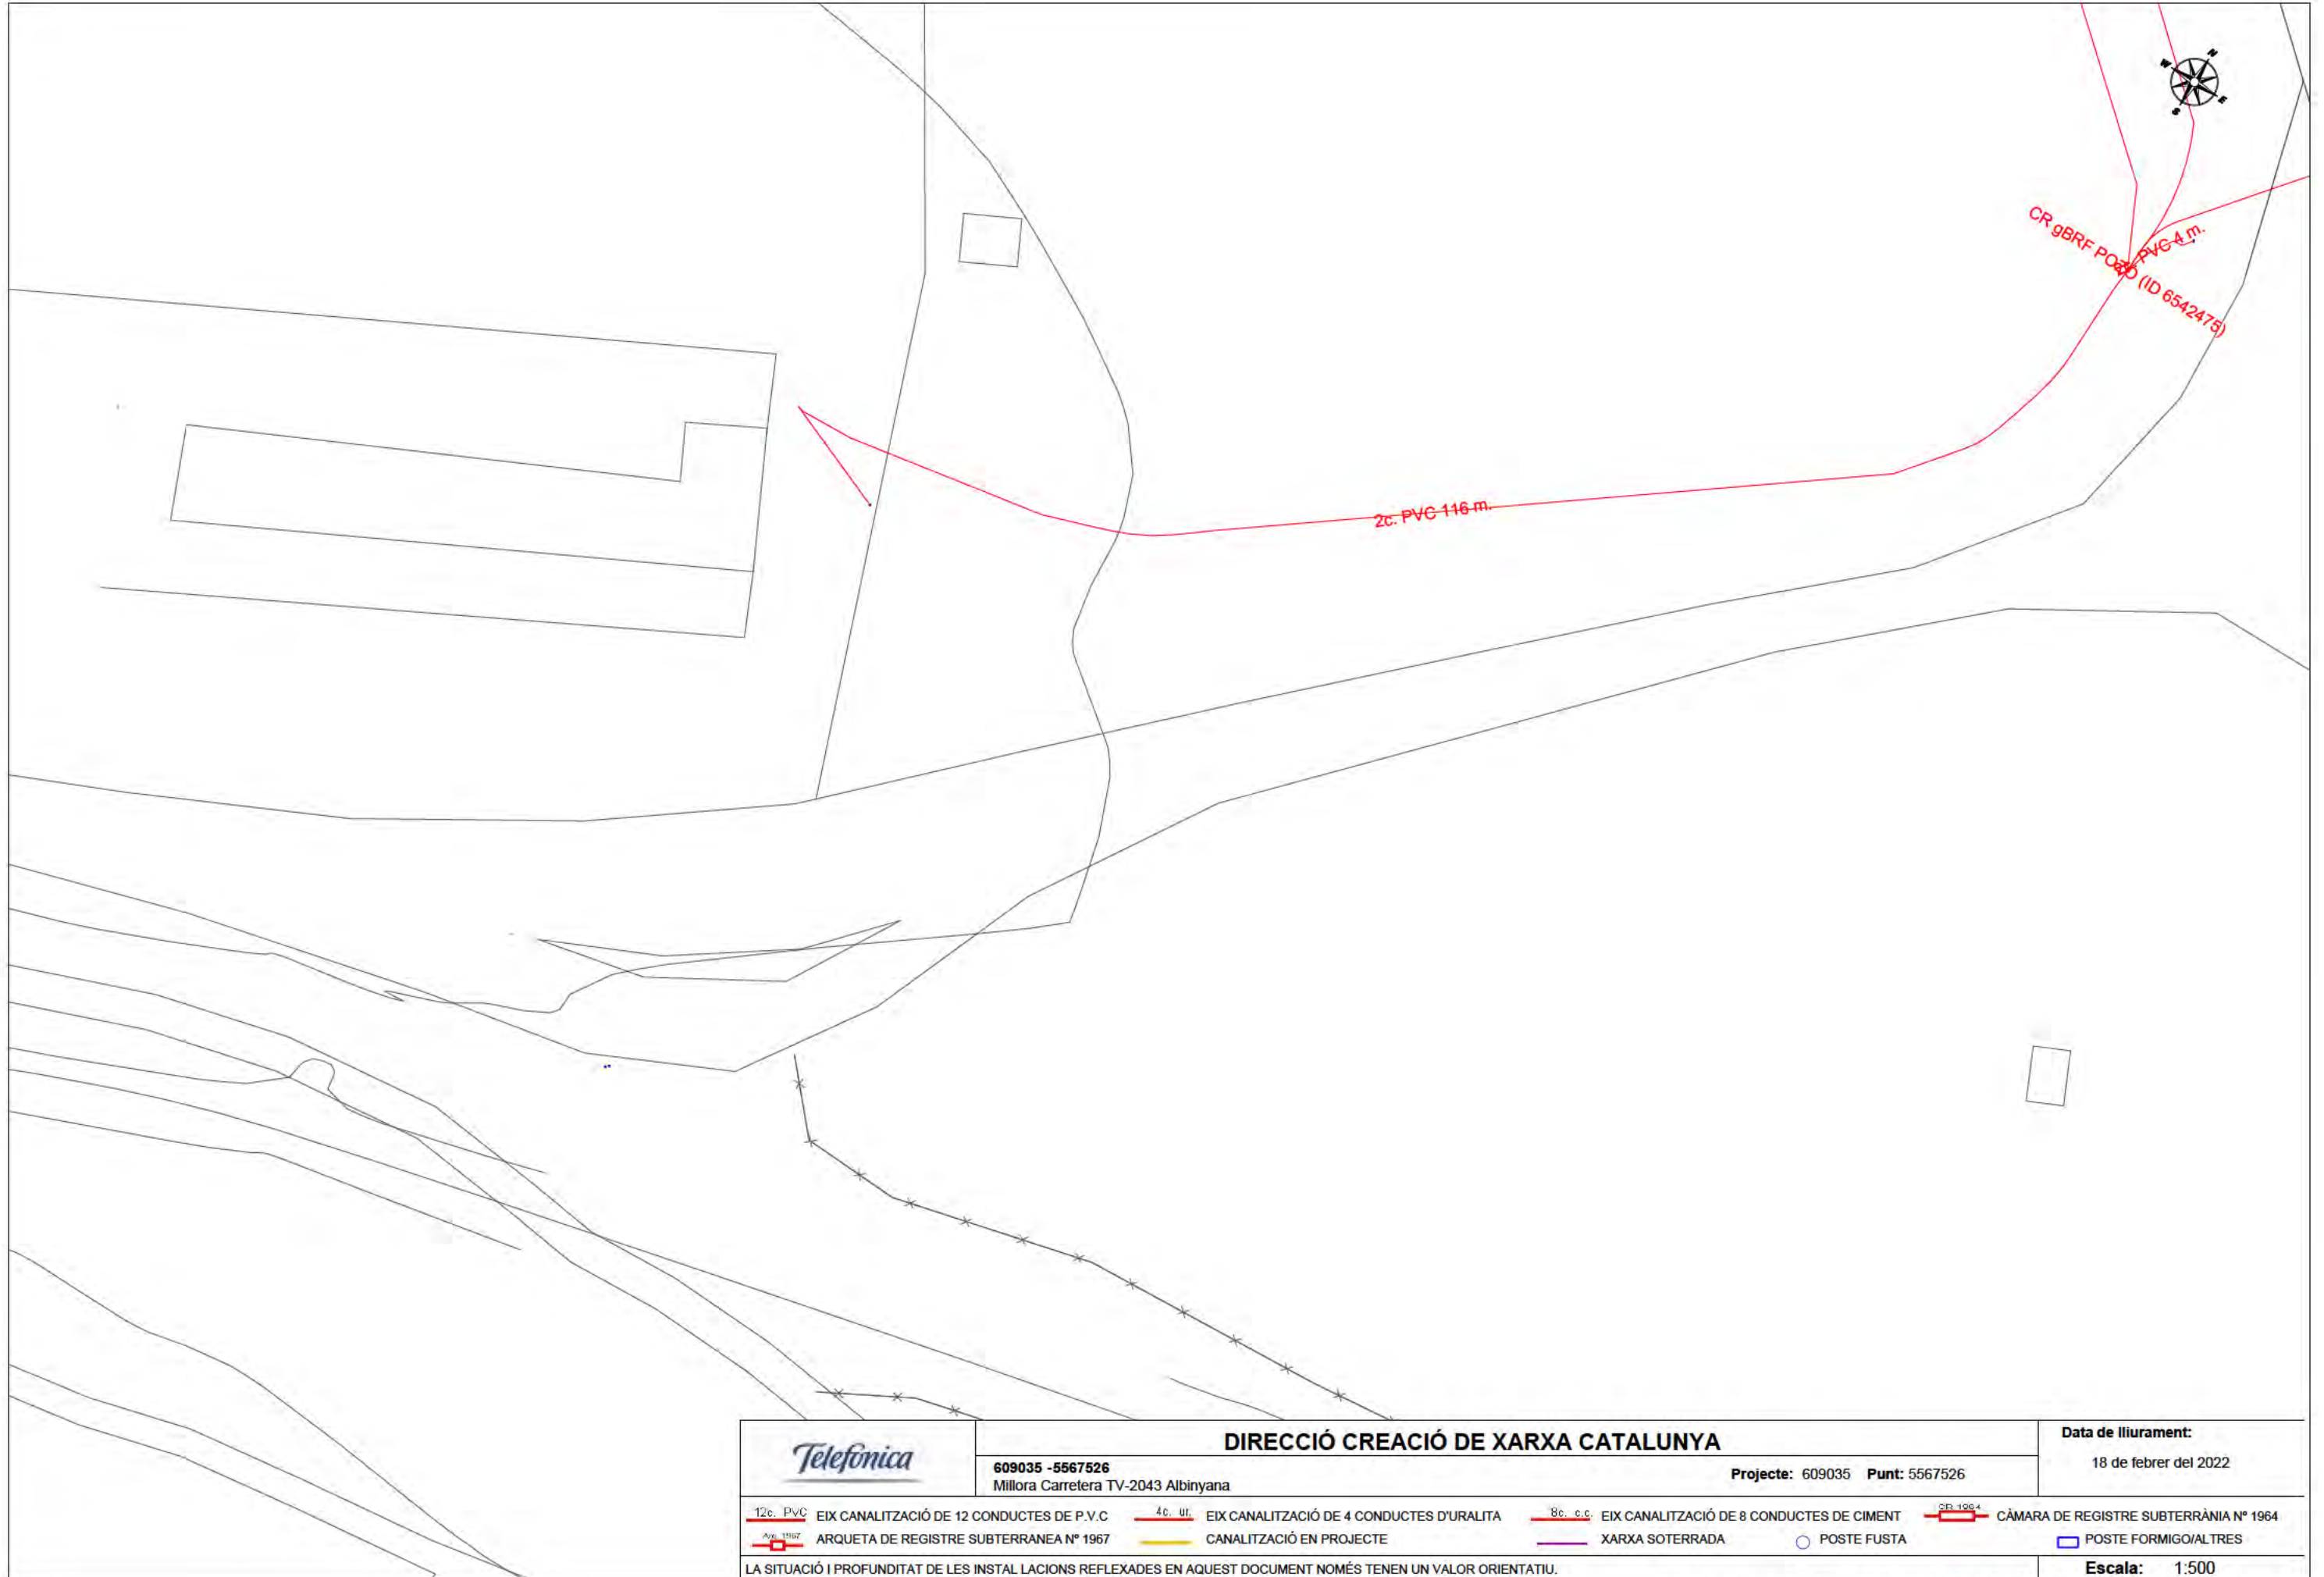 N
W
E
S
CR gBRF POZO (ID 6542475)
PVC 4 m.
2c. PVC 116 m.
Telefónica
DIRECCIÓ CREACIÓ DE XARXA CATALUNYA
609035 -5567526
Millora Carretera TV-2043 Albinyana
Projecte: 609035 Punt: 5567526
Data de lliurament:
18 de febrer del 2022
12c. PVC EIX CANALITZACIÓ DE 12 CONDUCTES DE P.V.C
4c. ur. EIX CANALITZACIÓ DE 4 CONDUCTES D'URALITA
8c. c.c. EIX CANALITZACIÓ DE 8 CONDUCTES DE CIMENT
CR 1964 CÀMARA DE REGISTRE SUBTERRÀNIA Nº 1964
Arq. 1967 ARQUETA DE REGISTRE SUBTERRANEA Nº 1967
CANALITZACIÓ EN PROJECTE
XARXA SOTERRADA
POSTE FUSTA
POSTE FORMIGO/ALTRES
LA SITUACIÓ I PROFUNDITAT DE LES INSTAL LACIONS REFLEXADES EN AQUEST DOCUMENT NOMÉS TENEN UN VALOR ORIENTATIU.
Escala: 1:500